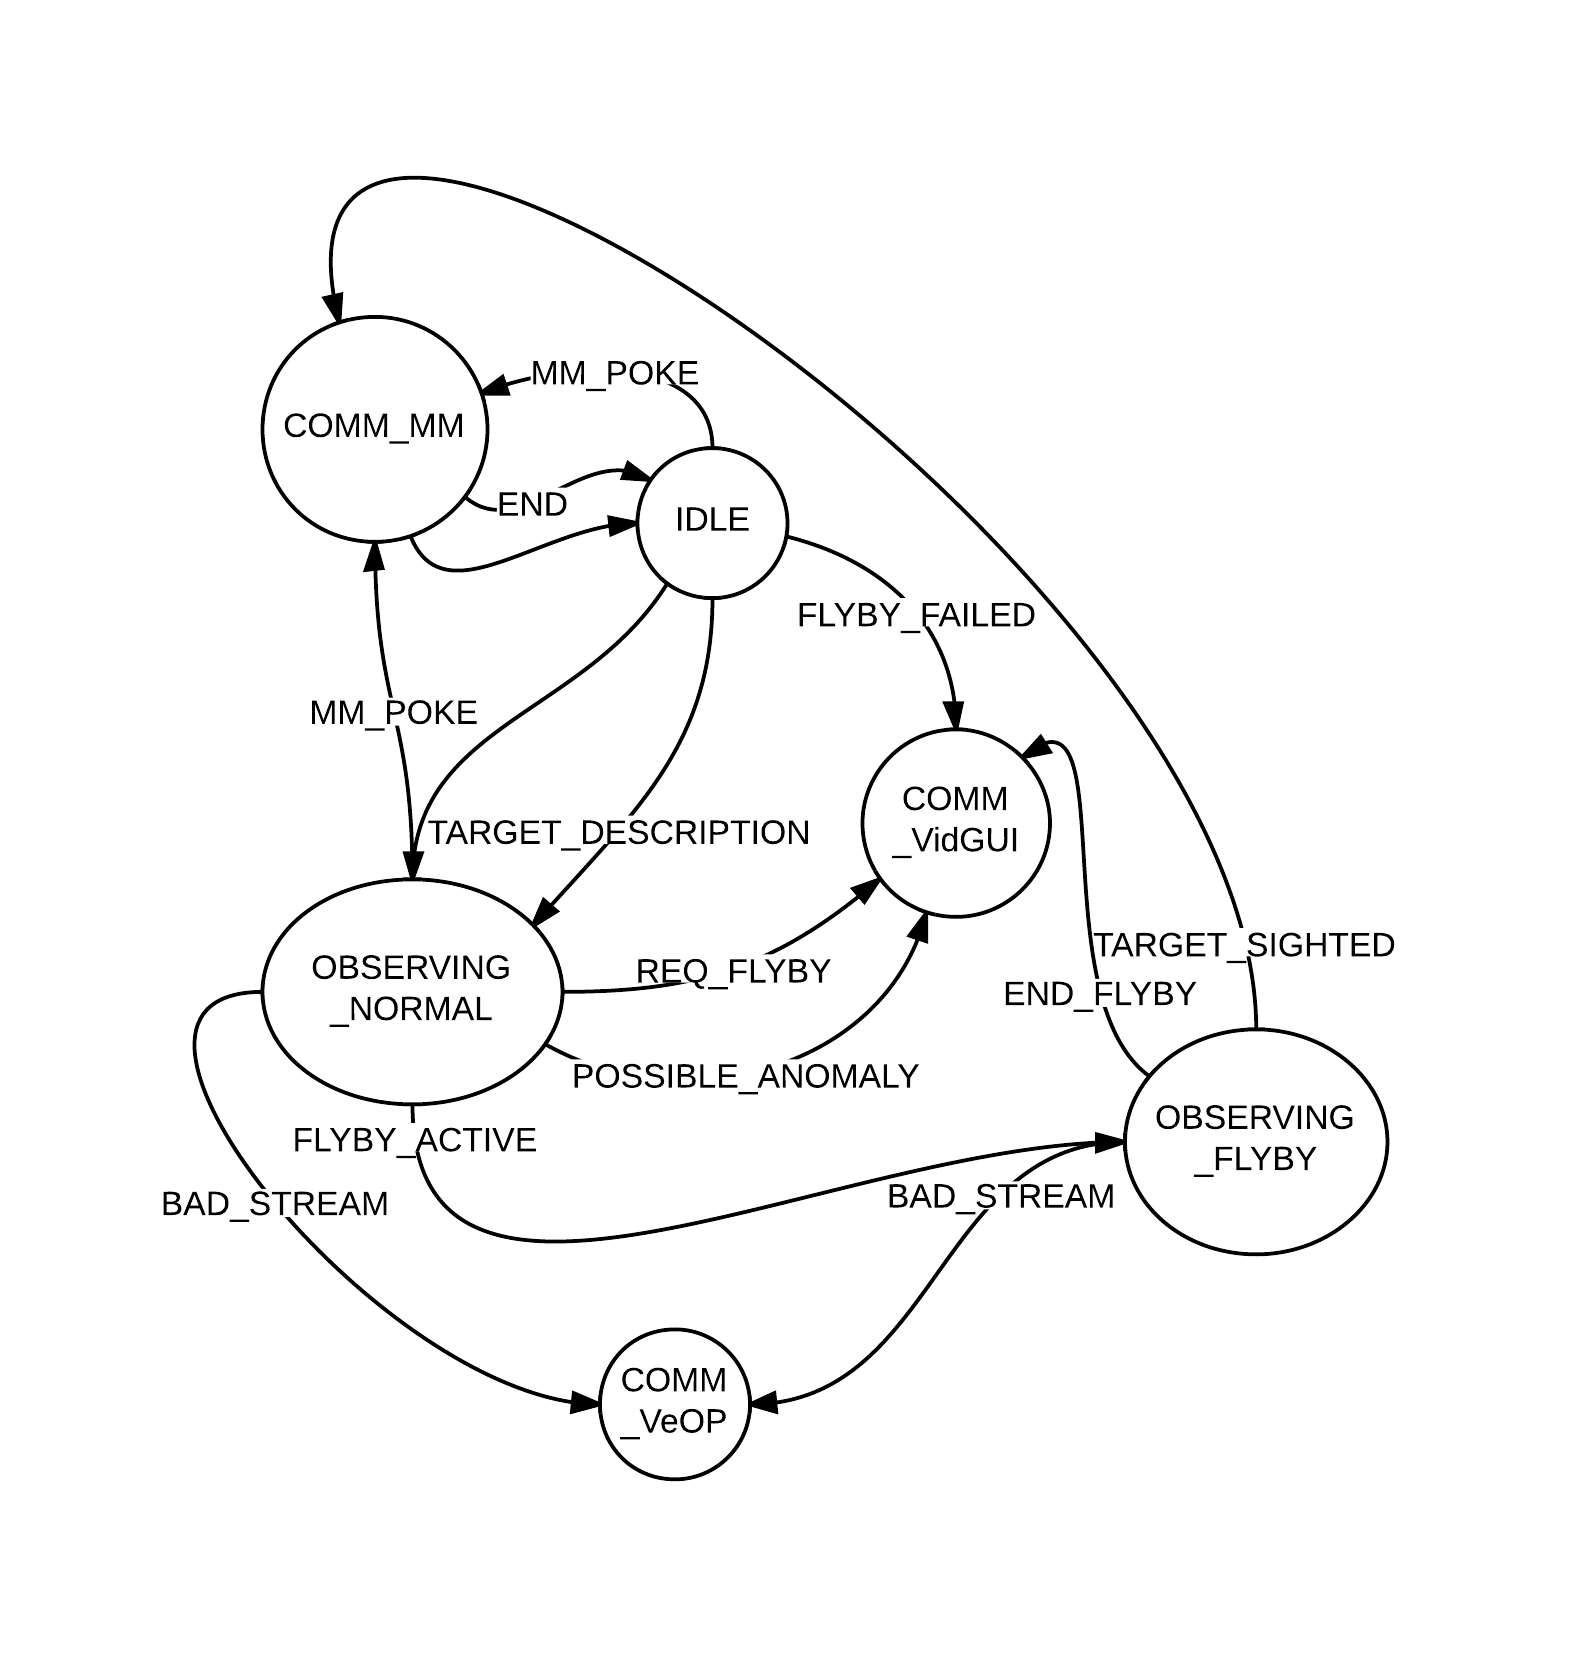 MM_POKE
COMM_MM
END
IDLE
FLYBY_FAILED
MM_POKE
COMM
_VidGUI
TARGET_DESCRIPTION
TARGET_SIGHTED
OBSERVING
_NORMAL
REQ_FLYBY
END_FLYBY
POSSIBLE_ANOMALY
OBSERVING
_FLYBY
FLYBY_ACTIVE
BAD_STREAM
BAD_STREAM
COMM
_VeOP